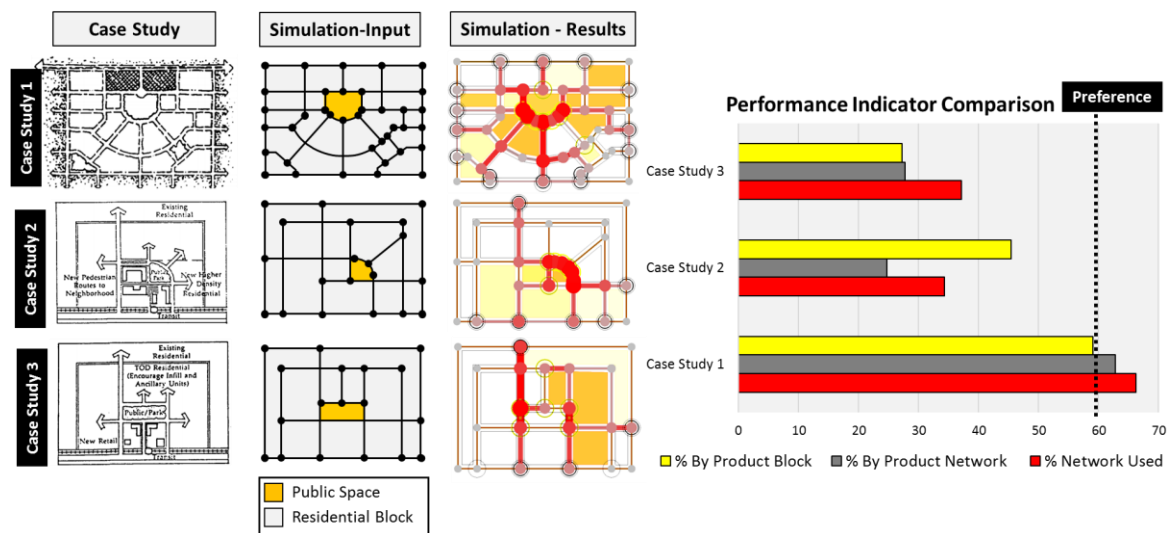 Case Study
Simulation-Input
Simulation - Results
Case Study 1
Case Study 2
Existing
Residential
New Pedestrian
Routes to
Neighborhood
Public
Park
New Higher
Density
Residential
Transit
Case Study 3
Existing
Residential
TOD Residential
(Encourage Infill and
Ancillary Units)
Public/Park
New Retail
Transit
Public Space
Residential Block
Performance Indicator Comparison
Preference
Case Study 3
Case Study 2
Case Study 1
0 10 20 30 40 50 60 70
% By Product Block % By Product Network % Network Used